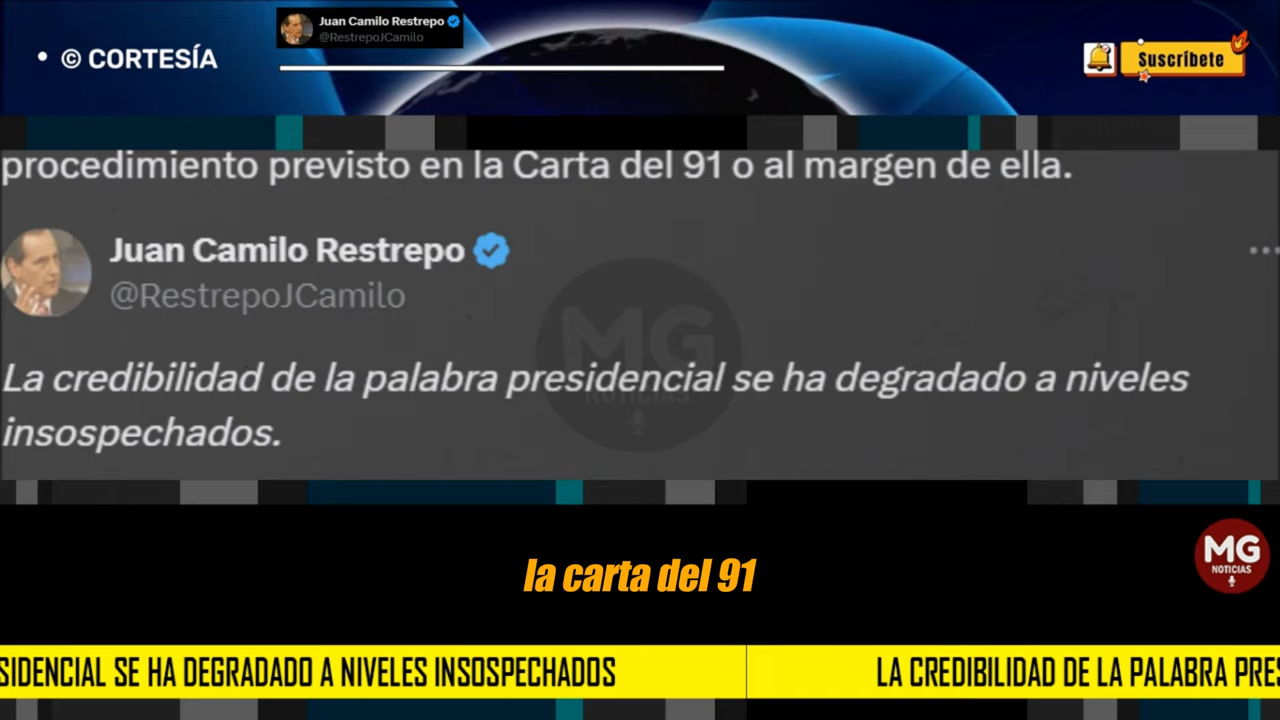 Juan Camilo Restrepo
@RestrepoJCamilo
• © CORTESÍA
Suscríbete
procedimiento previsto en la Carta del 91 o al margen de ella.
Juan Camilo Restrepo
@RestrepoJCamilo
La credibilidad de la palabra presidencial se ha degradado a niveles
insospechados.
MG
NOTICIAS
la carta del 91
MG
NOTICIAS
SIDENCIAL SE HA DEGRADADO A NIVELES INSOSPECHADOS
LA CREDIBILIDAD DE LA PALABRA PRES